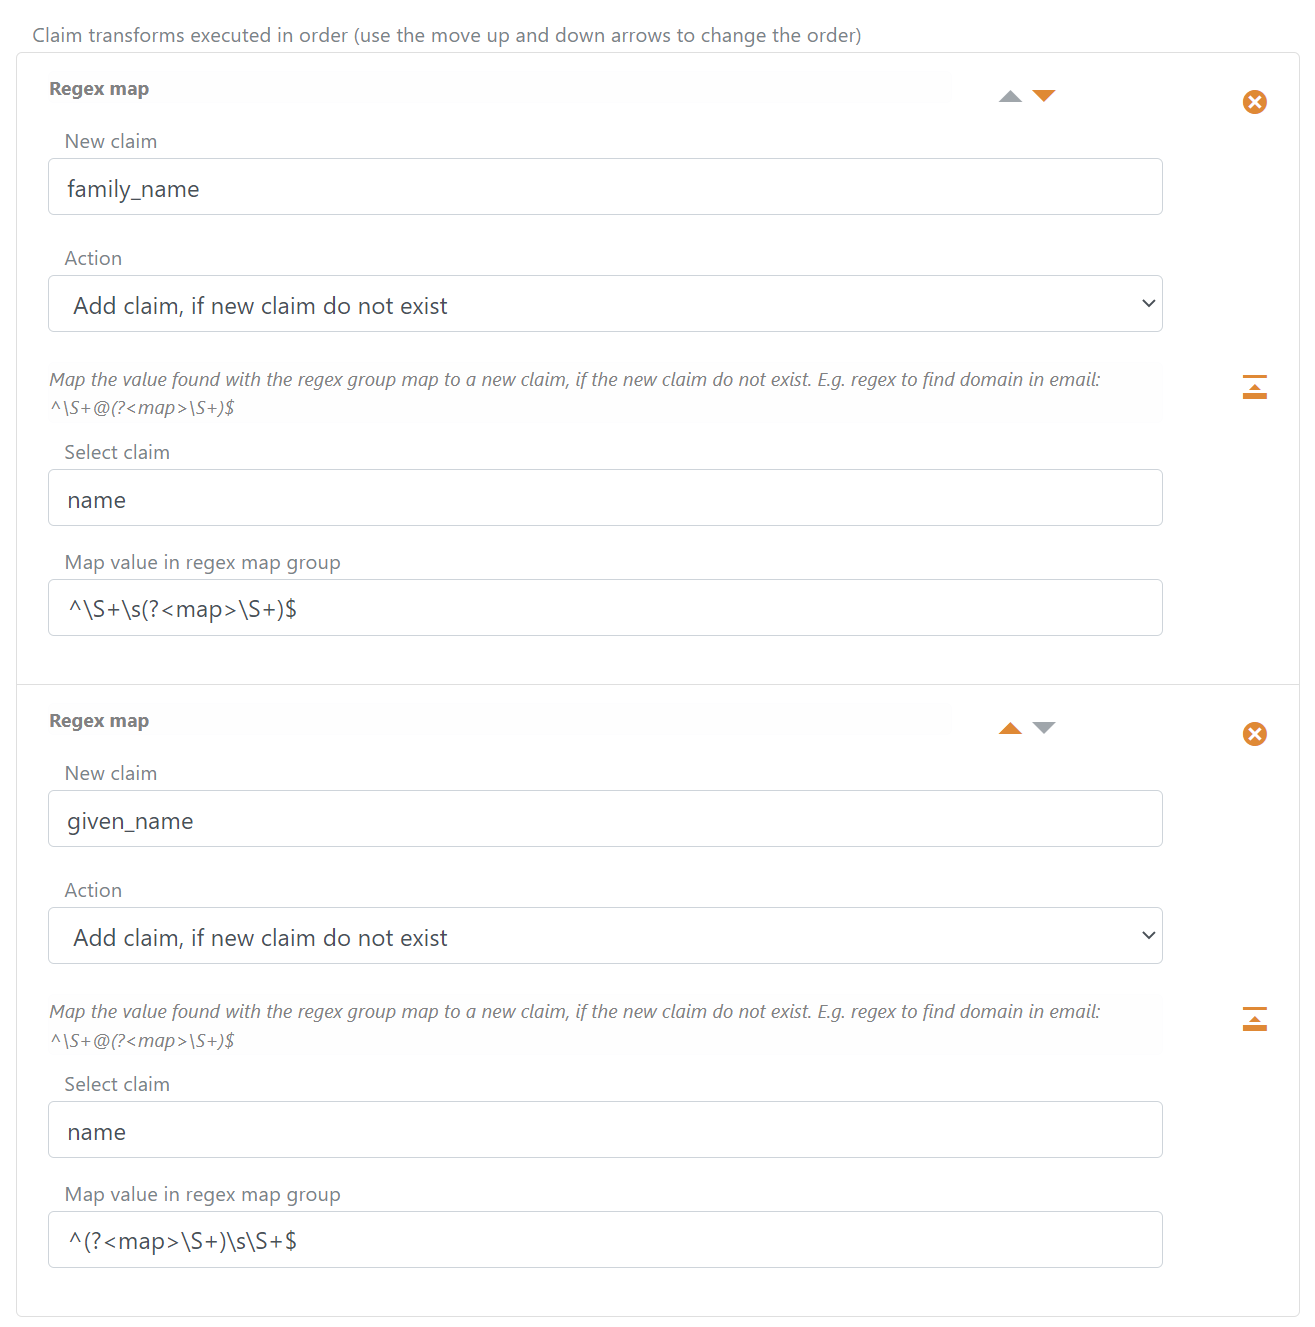 Claim transforms executed in order (use the move up and down arrows to change the order)
Regex map
New claim
family_name
Action
Add claim, if new claim do not exist
Map the value found with the regex group map to a new claim, if the new claim do not exist. E.g. regex to find domain in email:
^\S+@(?<map>\S+)$
Select claim
name
Map value in regex map group
^\S+\s(?<map>\S+)$
Regex map
New claim
given_name
Action
Add claim, if new claim do not exist
Map the value found with the regex group map to a new claim, if the new claim do not exist. E.g. regex to find domain in email:
^\S+@(?<map>\S+)$
Select claim
name
Map value in regex map group
^(?<map>\S+)\s\S+$